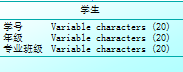 学生
学号 Variable characters (20)
年级 Variable characters (20)
专业班级 Variable characters (20)